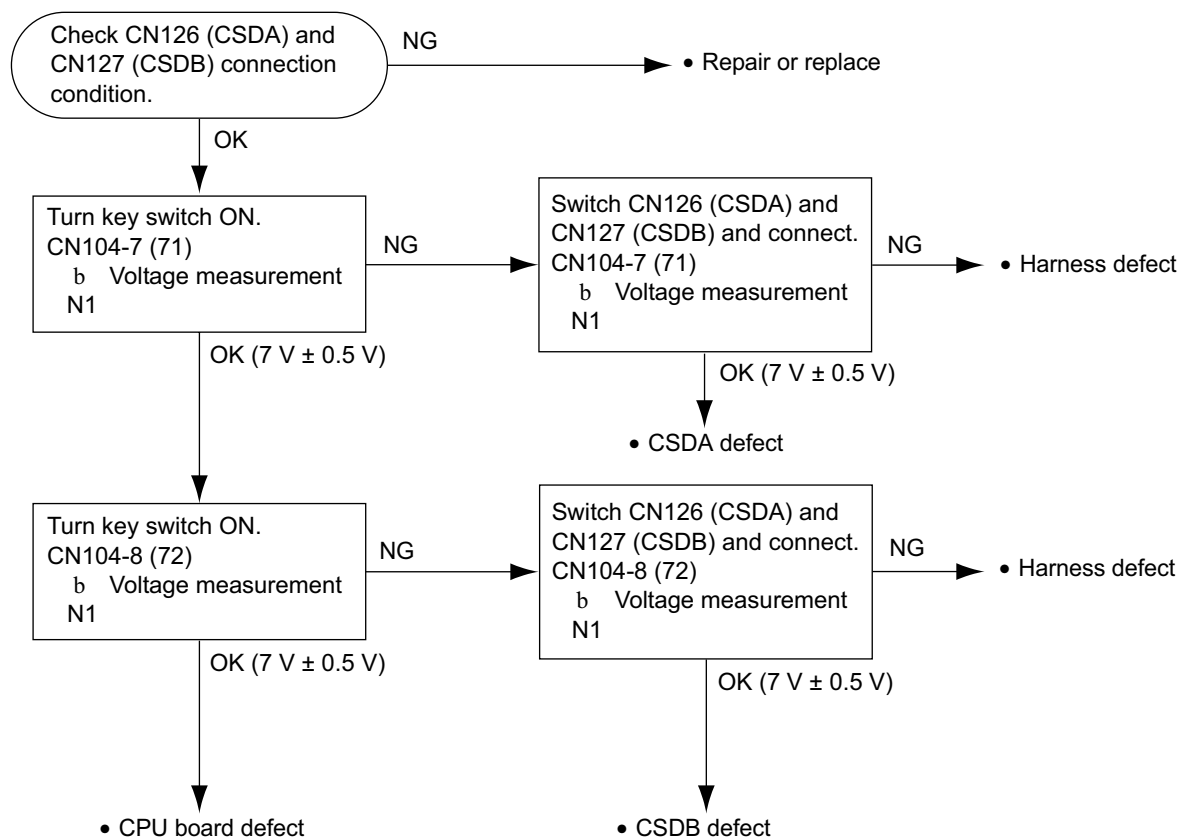 Check CN126 (CSDA) and
CN127 (CSDB) connection
condition.
NG
• Repair or replace
OK
Turn key switch ON.
CN104-7 (71)
b Voltage measurement
N1
NG
Switch CN126 (CSDA) and
CN127 (CSDB) and connect.
CN104-7 (71)
b Voltage measurement
N1
NG
• Harness defect
OK (7 V ± 0.5 V)
OK (7 V ± 0.5 V)
• CSDA defect
Turn key switch ON.
CN104-8 (72)
b Voltage measurement
N1
NG
Switch CN126 (CSDA) and
CN127 (CSDB) and connect.
CN104-8 (72)
b Voltage measurement
N1
NG
• Harness defect
OK (7 V ± 0.5 V)
OK (7 V ± 0.5 V)
• CPU board defect
• CSDB defect